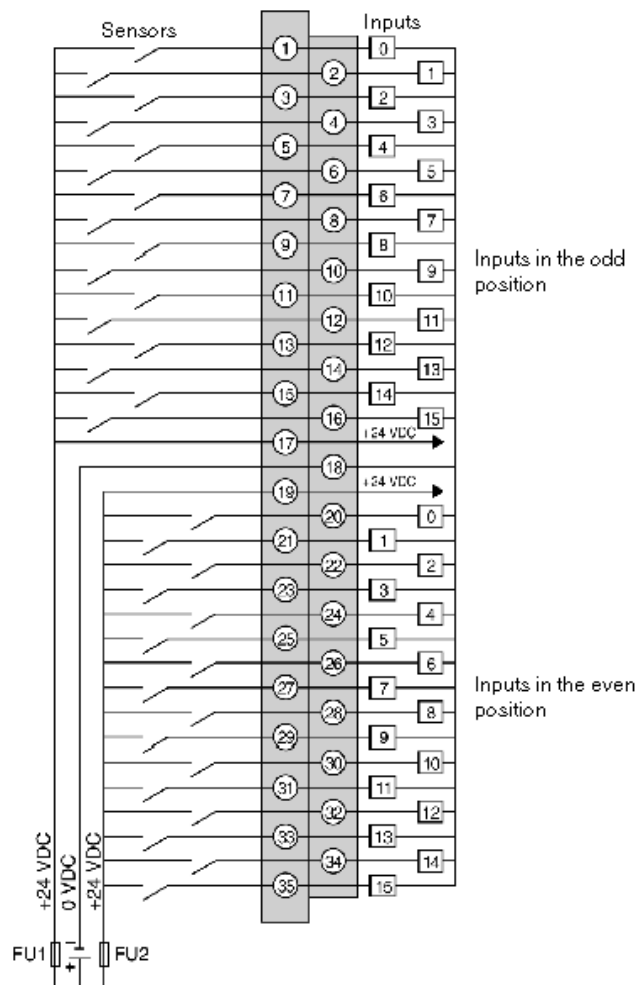 Sensors
Inputs
1 0
2 1
3 2
4 3
5 4
6 5
7 6
8 7
9 8
10 9
11 10
12 11
13 12
14 13
15 14
16 15
17 +24 VDC
18
19 +24 VDC
20 0
21 1
22 2
23 3
24 4
25 5
26 6
27 7
28 8
29 9
30 10
31 11
32 12
33 13
34 14
35 15
Inputs in the odd
position
Inputs in the even
position
+24 VDC
0 VDC
+24 VDC
FU1
− +
FU2